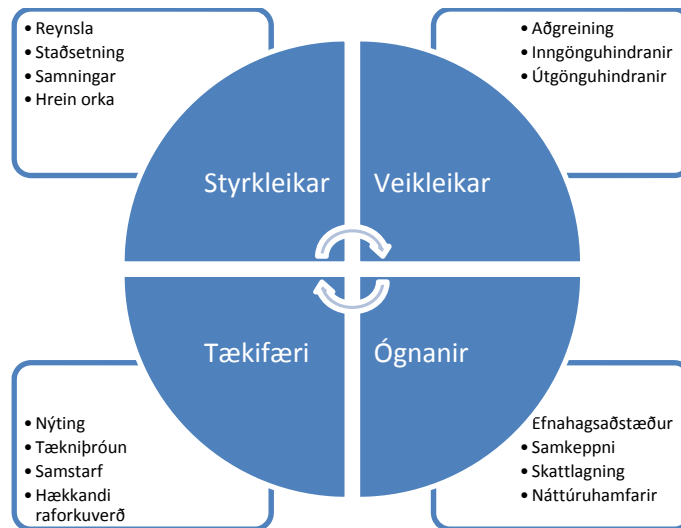 • Reynsla
• Staðsetning
• Samningar
• Hrein orka
• Aðgreining
• Inngönguhindranir
• Útgönguhindranir
Styrkleikar
Veikleikar
Tækifæri
Ógnanir
• Nýting
• Tækniþróun
• Samstarf
• Hækkandi
raforkuverð
Efnahagsaðstæður
• Samkeppni
• Skattlagning
• Náttúruhamfarir